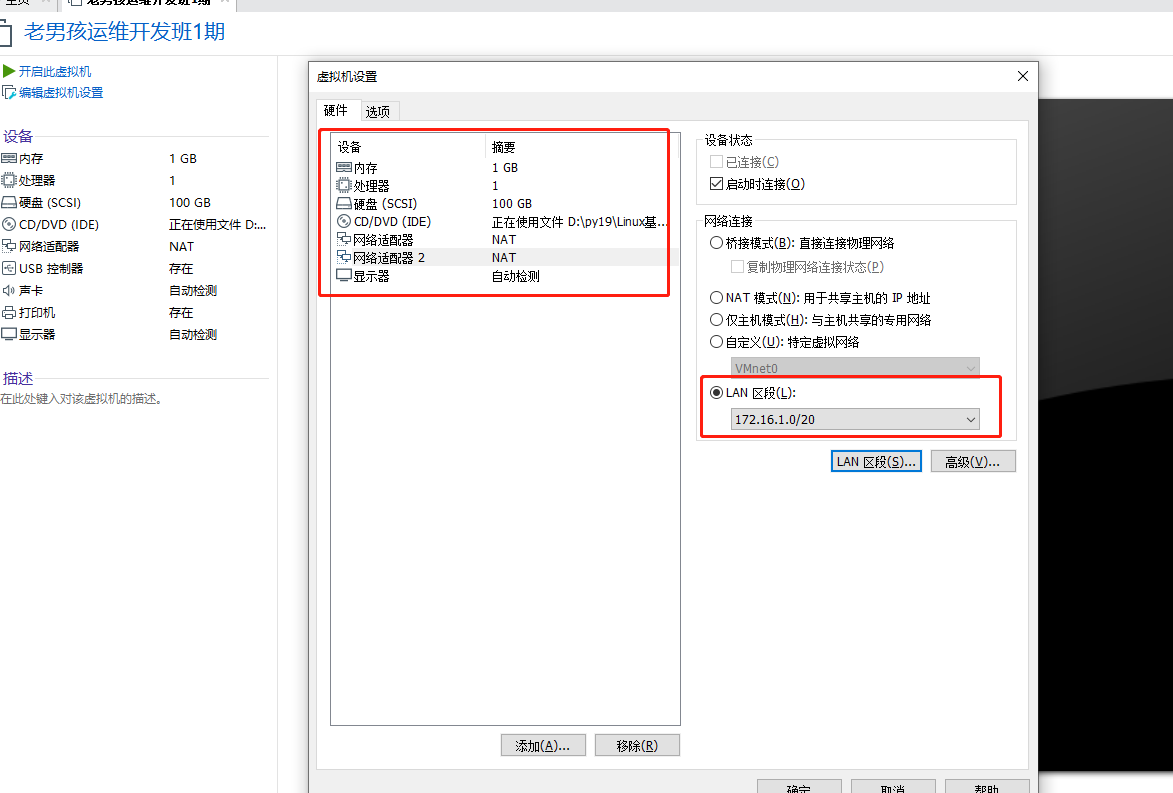 主页
老男孩运维开发班1期
老男孩运维开发班1期
开启此虚拟机
编辑虚拟机设置
设备
内存 1 GB
处理器 1
硬盘 (SCSI) 100 GB
CD/DVD (IDE) 正在使用文件 D:...
网络适配器 NAT
USB 控制器 存在
声卡 自动检测
打印机 存在
显示器 自动检测
描述
在此处键入对该虚拟机的描述。
虚拟机设置
硬件 选项
设备 摘要
内存 1 GB
处理器 1
硬盘 (SCSI) 100 GB
CD/DVD (IDE) 正在使用文件 D:\py19\Linux基...
网络适配器 NAT
网络适配器 2 NAT
显示器 自动检测
添加(A)... 移除(R)
设备状态
已连接(C)
启动时连接(O)
网络连接
桥接模式(B): 直接连接物理网络
复制物理网络连接状态(P)
NAT 模式(N): 用于共享主机的 IP 地址
仅主机模式(H): 与主机共享的专用网络
自定义(U): 特定虚拟网络
VMnet0
LAN 区段(L):
172.16.1.0/20
LAN 区段(S)... 高级(V)...
确定 取消 帮助